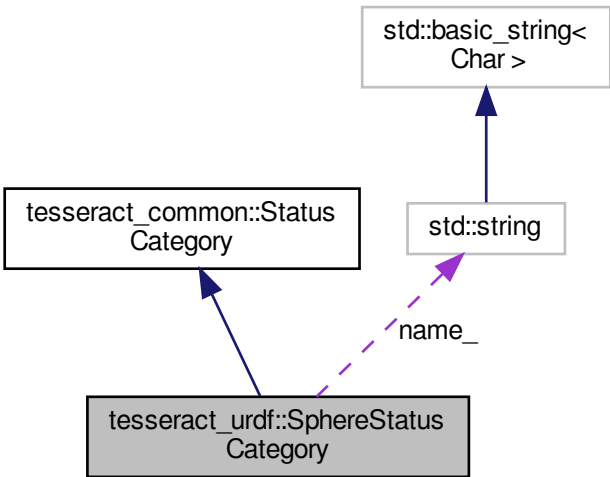 std::basic_string<
Char >
tesseract_common::Status
Category
std::string
name_
tesseract_urdf::SphereStatus
Category